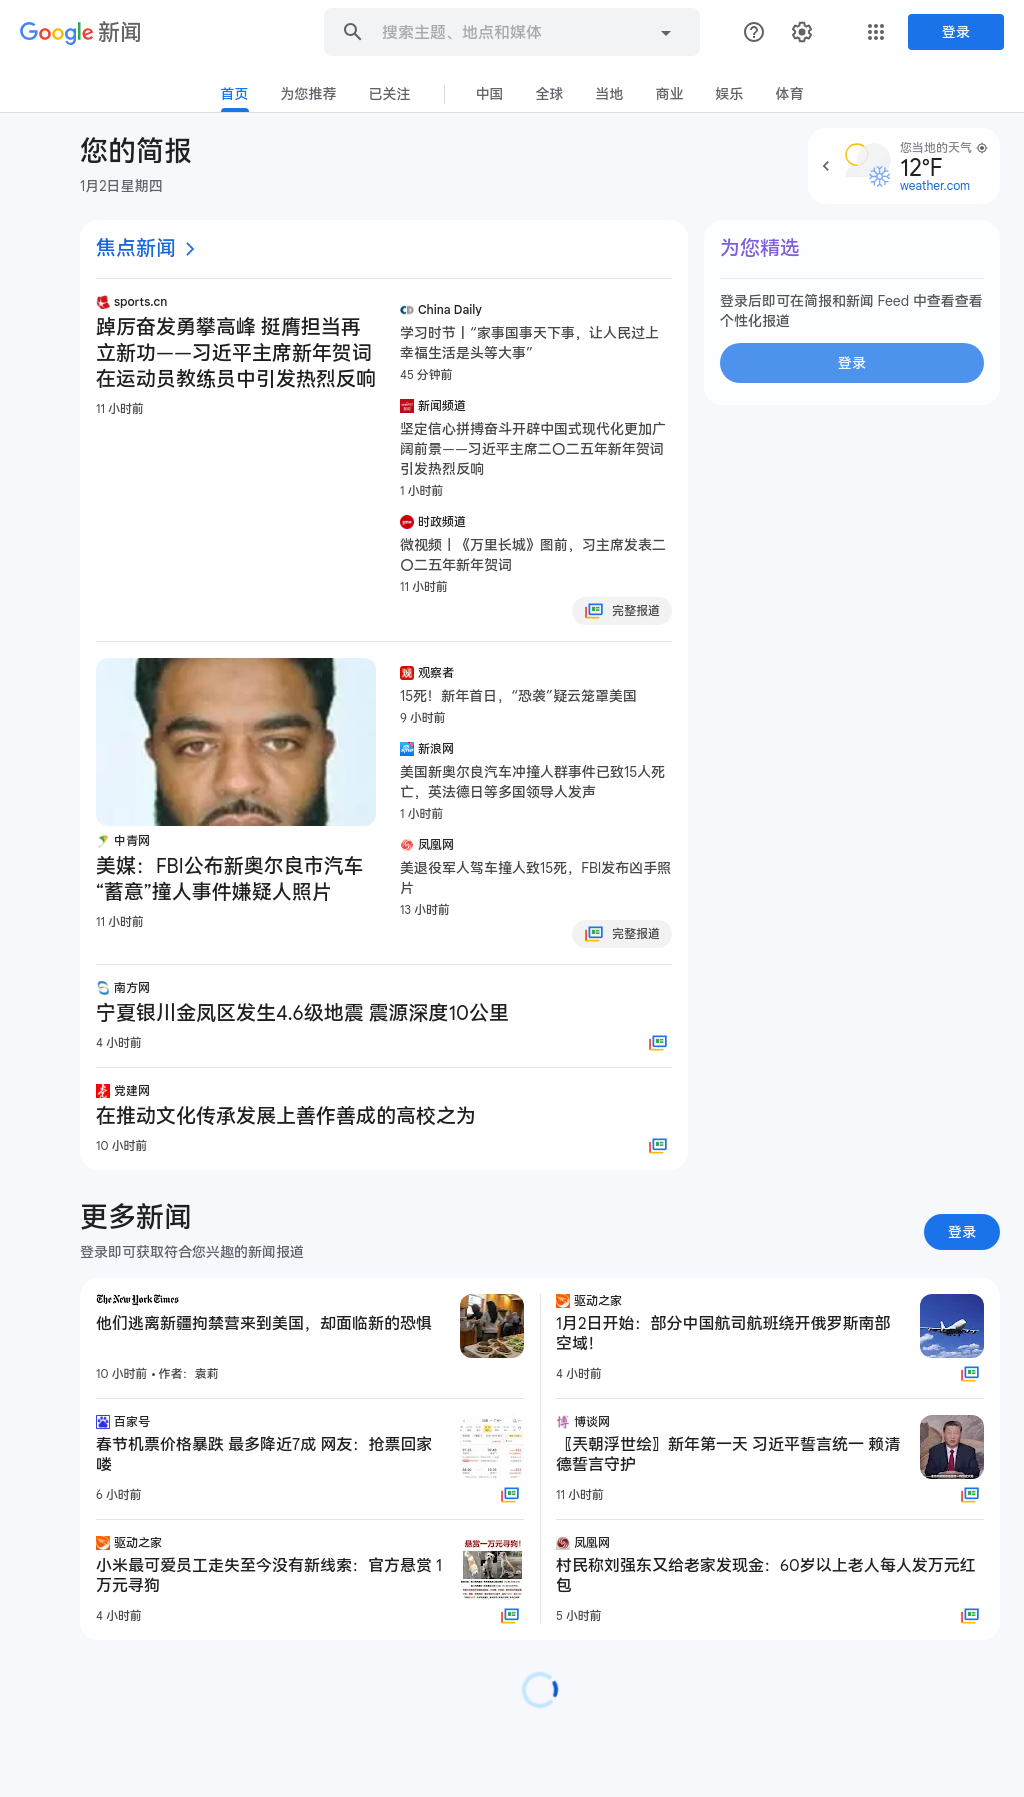 Google 新闻
搜索主题、地点和媒体
登录
首页
为您推荐
已关注
中国
全球
当地
商业
娱乐
体育
您的简报
1月2日星期四
您当地的天气
12°F
weather.com
焦点新闻
sports.cn
踔厉奋发勇攀高峰 挺膺担当再
立新功——习近平主席新年贺词
在运动员教练员中引发热烈反响
11 小时前
China Daily
学习时节丨“家事国事天下事，让人民过上
幸福生活是头等大事”
45 分钟前
新闻频道
坚定信心拼搏奋斗开辟中国式现代化更加广
阔前景——习近平主席二〇二五年新年贺词
引发热烈反响
1 小时前
时政频道
微视频丨《万里长城》图前，习主席发表二
〇二五年新年贺词
11 小时前
完整报道
为您精选
登录后即可在简报和新闻 Feed 中查看查看
个性化报道
登录
中青网
美媒：FBI公布新奥尔良市汽车
“蓄意”撞人事件嫌疑人照片
11 小时前
观察者
15死！新年首日，“恐袭”疑云笼罩美国
9 小时前
新浪网
美国新奥尔良汽车冲撞人群事件已致15人死
亡，英法德日等多国领导人发声
1 小时前
凤凰网
美退役军人驾车撞人致15死，FBI发布凶手照
片
13 小时前
完整报道
南方网
宁夏银川金凤区发生4.6级地震 震源深度10公里
4 小时前
党建网
在推动文化传承发展上善作善成的高校之为
10 小时前
更多新闻
登录即可获取符合您兴趣的新闻报道
登录
The New York Times
他们逃离新疆拘禁营来到美国，却面临新的恐惧
10 小时前 • 作者：袁莉
驱动之家
1月2日开始：部分中国航司航班绕开俄罗斯南部
空域！
4 小时前
百家号
春节机票价格暴跌 最多降近7成 网友：抢票回家
喽
6 小时前
博谈网
〖兲朝浮世绘〗新年第一天 习近平誓言统一 赖清
德誓言守护
11 小时前
驱动之家
小米最可爱员工走失至今没有新线索：官方悬赏 1
万元寻狗
4 小时前
悬赏一万元寻狗!
凤凰网
村民称刘强东又给老家发现金：60岁以上老人每人发万元红
包
5 小时前